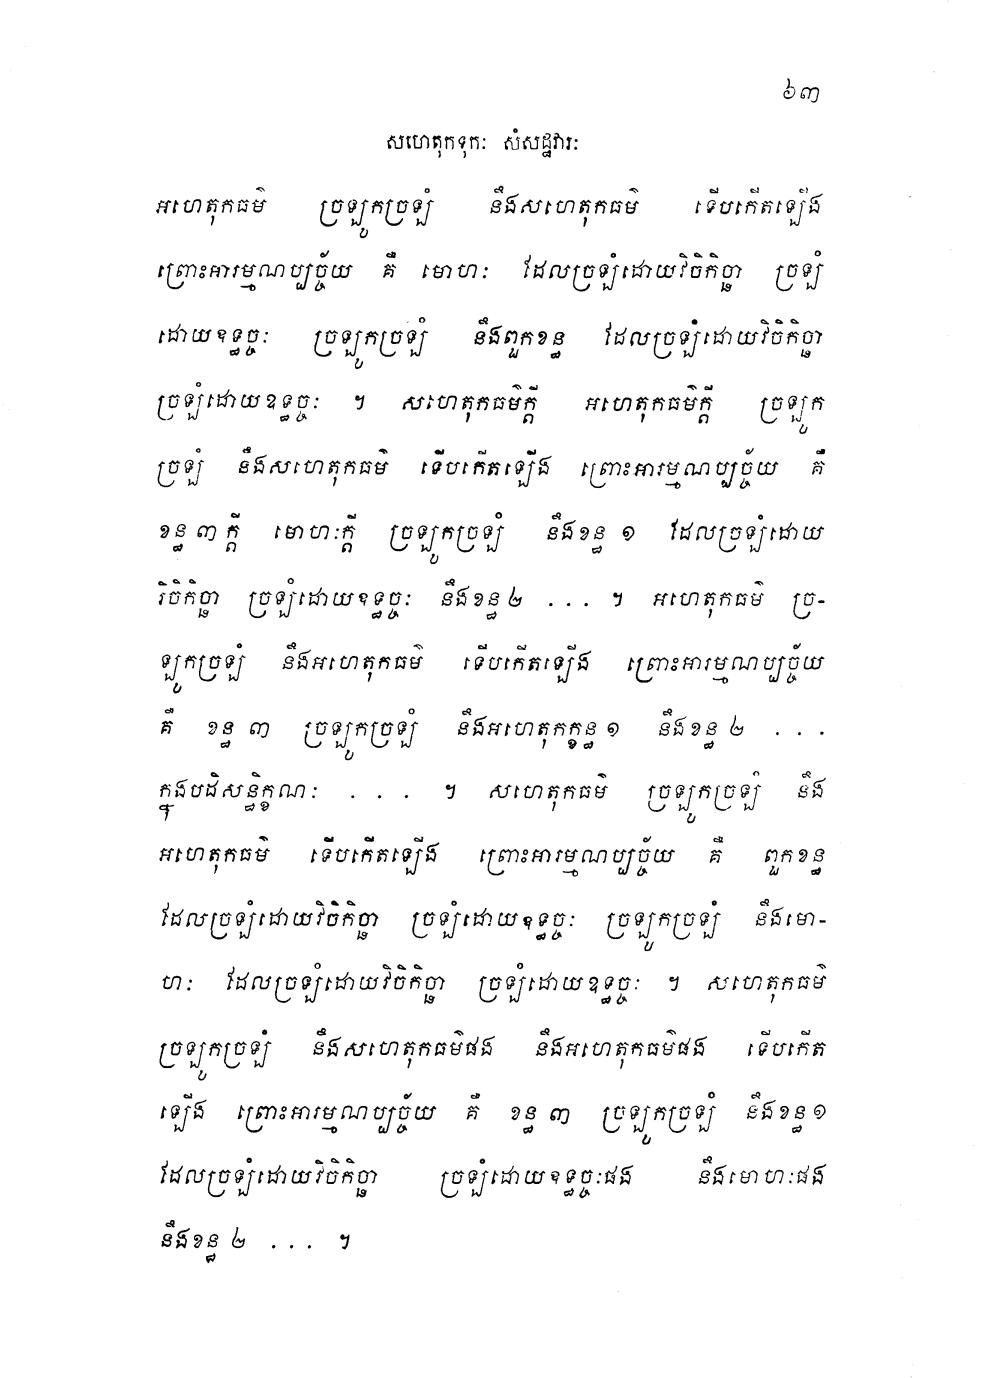 ៦៣
សហេតុកទុកៈ សំសដ្ឋវារៈ
អហេតុកធម៌ ច្រឡូកច្រឡំ នឹងសហេតុកធម៌ ទើបកើតឡើង
ព្រោះអារម្មណប្បច្ច័យ គឺ មោហៈ ដែលច្រឡំដោយវិចិកិច្ឆា ច្រឡំ
ដោយឧទ្ធច្ចៈ ច្រឡូកច្រឡំ នឹងពួកខន្ធ ដែលច្រឡំដោយវិចិកិច្ឆា
ច្រឡំដោយឧទ្ធច្ចៈ ។ សហេតុកធម៌ក្តី អហេតុកធម៌ក្តី ច្រឡូក
ច្រឡំ នឹងសហេតុកធម៌ ទើបកើតឡើង ព្រោះអារម្មណប្បច្ច័យ គឺ
ខន្ធ ៣ ក្តី មោហៈក្តី ច្រឡូកច្រឡំ នឹងខន្ធ ១ ដែលច្រឡំដោយ
វិចិកិច្ឆា ច្រឡំដោយឧទ្ធច្ចៈ នឹងខន្ធ ២ ... ។ អហេតុកធម៌ ច្រ-
ឡូកច្រឡំ នឹងអហេតុកធម៌ ទើបកើតឡើង ព្រោះអារម្មណប្បច្ច័យ
គឺ ខន្ធ ៣ ច្រឡូកច្រឡំ នឹងអហេតុកក្ខន្ធ ១ នឹងខន្ធ ២ ...
ក្នុងបដិសន្ធិក្ខណៈ ... ។ សហេតុកធម៌ ច្រឡូកច្រឡំ នឹង
អហេតុកធម៌ ទើបកើតឡើង ព្រោះអារម្មណប្បច្ច័យ គឺ ពួកខន្ធ
ដែលច្រឡំដោយវិចិកិច្ឆា ច្រឡំដោយឧទ្ធច្ចៈ ច្រឡូកច្រឡំ នឹងមោ-
ហៈ ដែលច្រឡំដោយវិចិកិច្ឆា ច្រឡំដោយឧទ្ធច្ចៈ ។ សហេតុកធម៌
ច្រឡូកច្រឡំ នឹងសហេតុកធម៌ផង នឹងអហេតុកធម៌ផង ទើបកើត
ឡើង ព្រោះអារម្មណប្បច្ច័យ គឺ ខន្ធ ៣ ច្រឡូកច្រឡំ នឹងខន្ធ ១
ដែលច្រឡំដោយវិចិកិច្ឆា ច្រឡំដោយឧទ្ធច្ចៈផង នឹងមោហៈផង
នឹងខន្ធ ២ ... ។